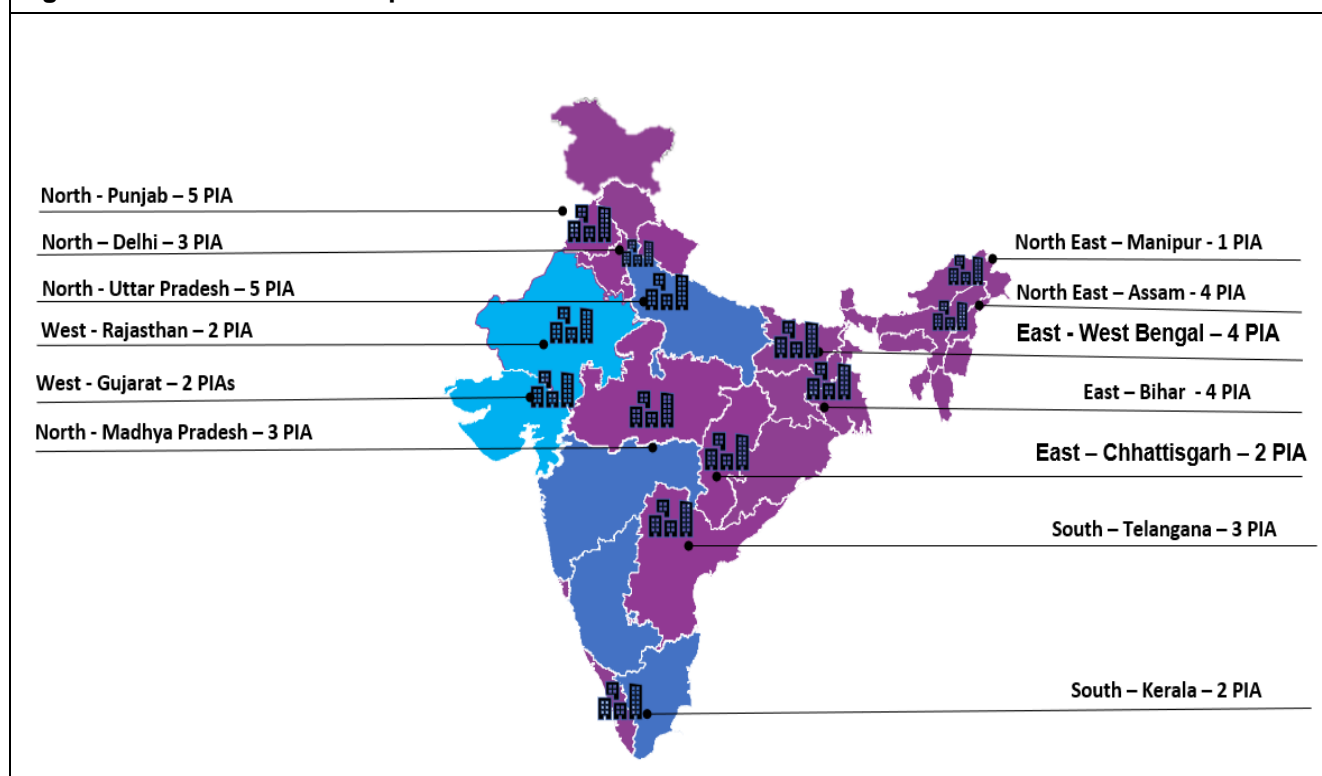 North - Punjab – 5 PIA
North – Delhi – 3 PIA
North - Uttar Pradesh – 5 PIA
West - Rajasthan – 2 PIA
West - Gujarat – 2 PIAs
North - Madhya Pradesh – 3 PIA
North East – Manipur - 1 PIA
North East – Assam - 4 PIA
East - West Bengal – 4 PIA
East – Bihar - 4 PIA
East – Chhattisgarh – 2 PIA
South – Telangana – 3 PIA
South – Kerala – 2 PIA